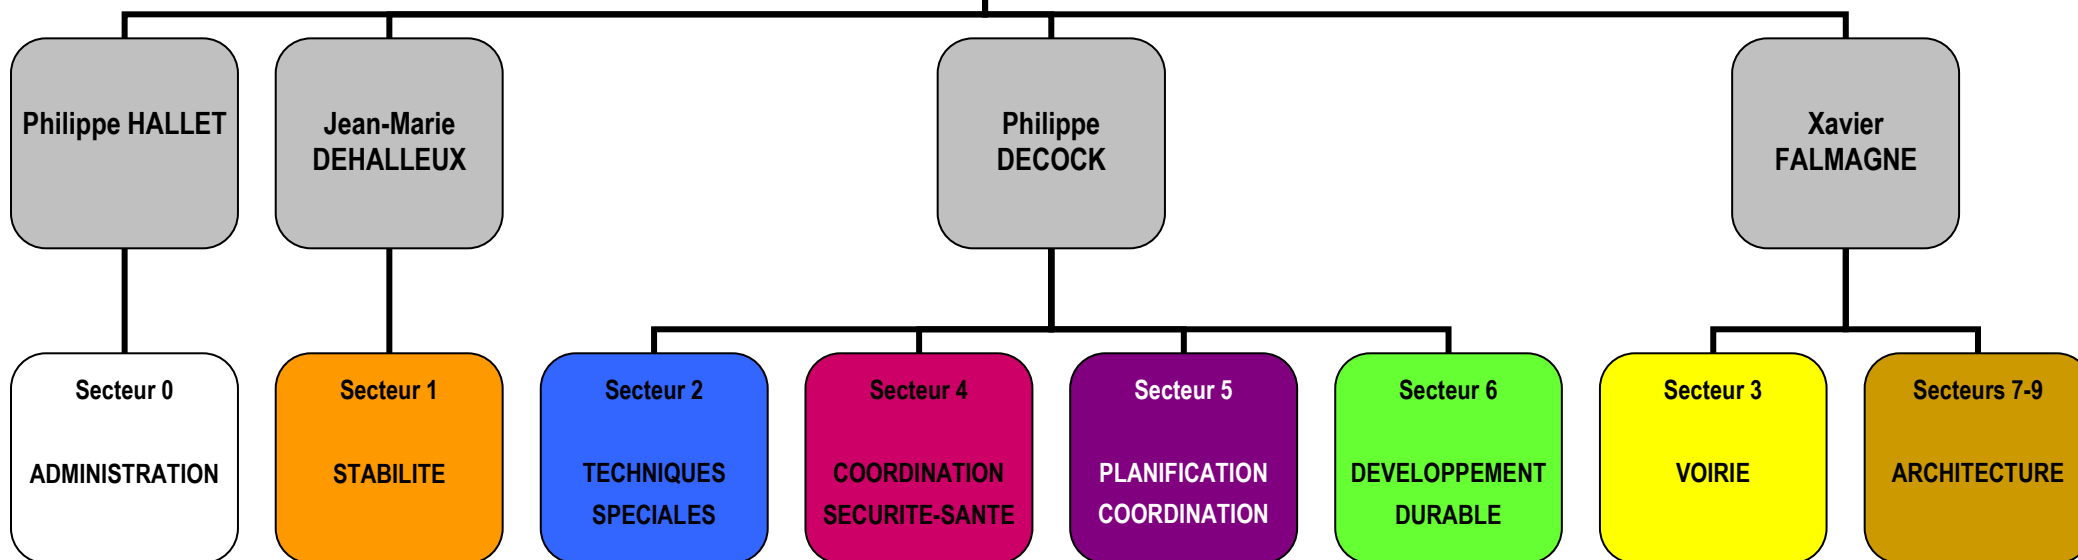 Philippe HALLET
Jean-Marie
DEHALLEUX
Philippe
DECOCK
Xavier
FALMAGNE
Secteur 0
ADMINISTRATION
Secteur 1
STABILITE
Secteur 2
TECHNIQUES
SPECIALES
Secteur 4
COORDINATION
SECURITE-SANTE
Secteur 5
PLANIFICATION
COORDINATION
Secteur 6
DEVELOPPEMENT
DURABLE
Secteur 3
VOIRIE
Secteurs 7-9
ARCHITECTURE